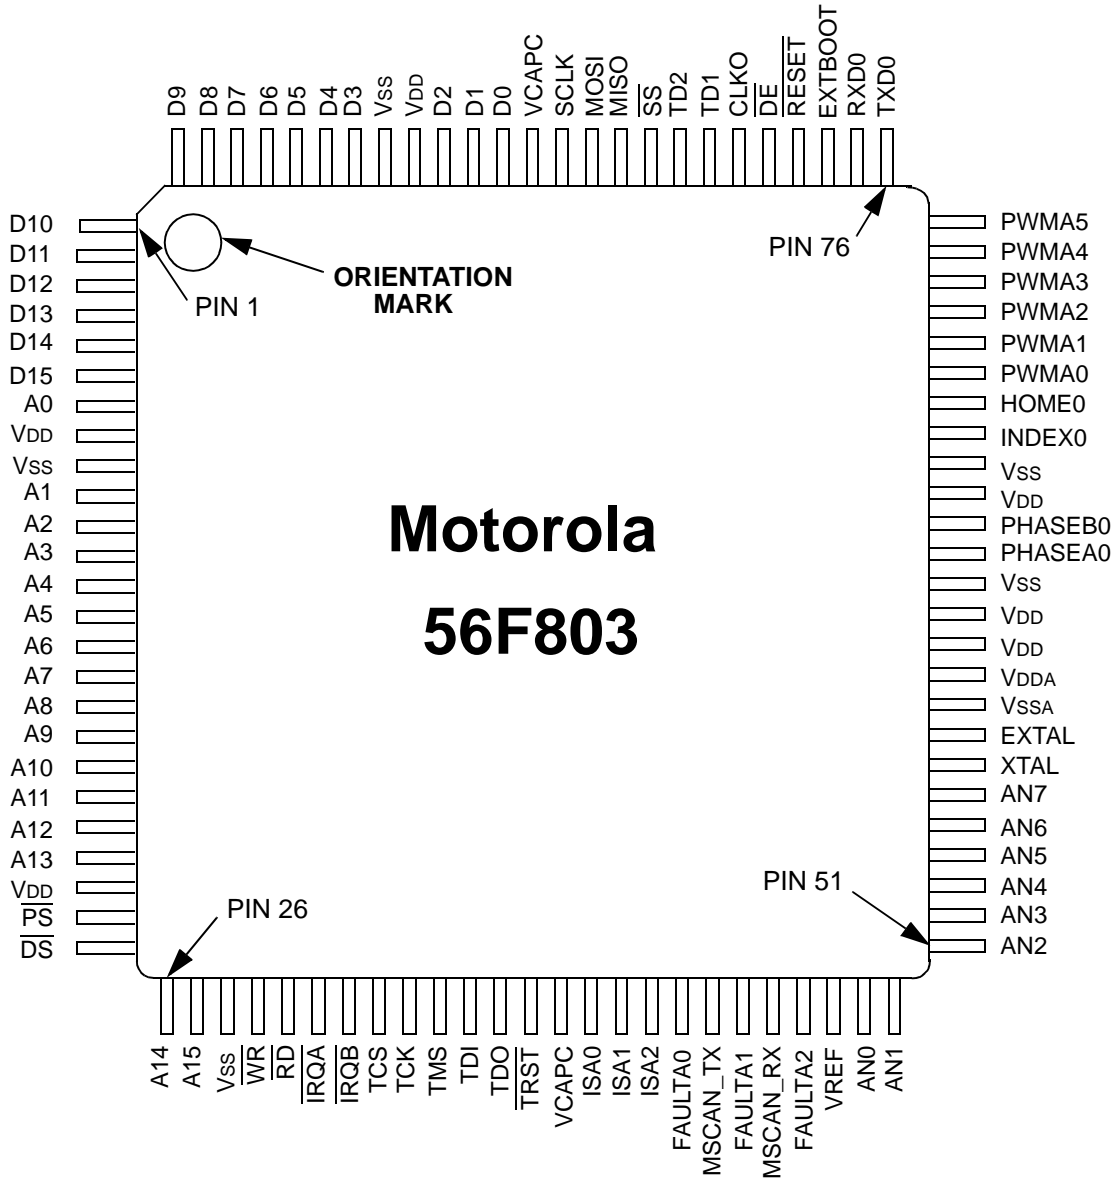 D9
D8
D7
D6
D5
D4
D3
VSS
VDD
D2
D1
D0
VCAPC
SCLK
MOSI
MISO
SS
TD2
TD1
CLKO
DE
RESET
EXTBOOT
RXD0
TXD0
D10
D11
D12
D13
D14
D15
A0
VDD
VSS
A1
A2
A3
A4
A5
A6
A7
A8
A9
A10
A11
A12
A13
VDD
PS
DS
PIN 1
ORIENTATION
MARK
PIN 76
Motorola
56F803
PIN 26
PIN 51
PWMA5
PWMA4
PWMA3
PWMA2
PWMA1
PWMA0
HOME0
INDEX0
VSS
VDD
PHASEB0
PHASEA0
VSS
VDD
VDD
VDDA
VSSA
EXTAL
XTAL
AN7
AN6
AN5
AN4
AN3
AN2
A14
A15
VSS
WR
RD
IRQA
IRQB
TCS
TCK
TMS
TDI
TDO
TRST
VCAPC
ISA0
ISA1
ISA2
FAULTA0
MSCAN_TX
FAULTA1
MSCAN_RX
FAULTA2
VREF
AN0
AN1